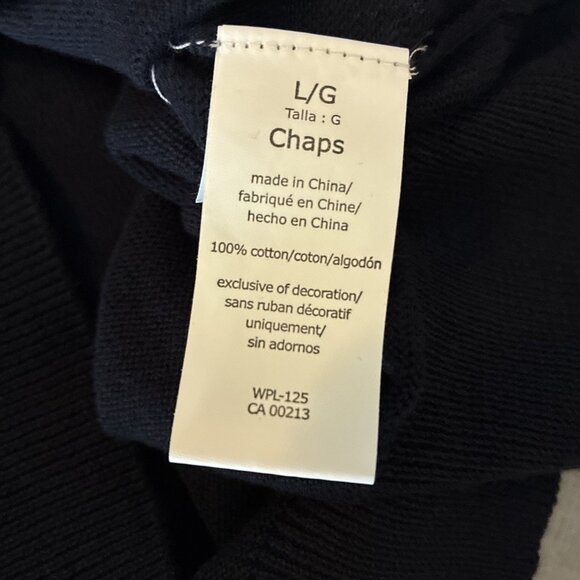 L/G
Talla : G
Chaps
made in China/
fabriqué en Chine/
hecho en China
100% cotton/coton/algodón
exclusive of decoration/
sans ruban décoratif
uniquement/
sin adornos
WPL-125
CA 00213